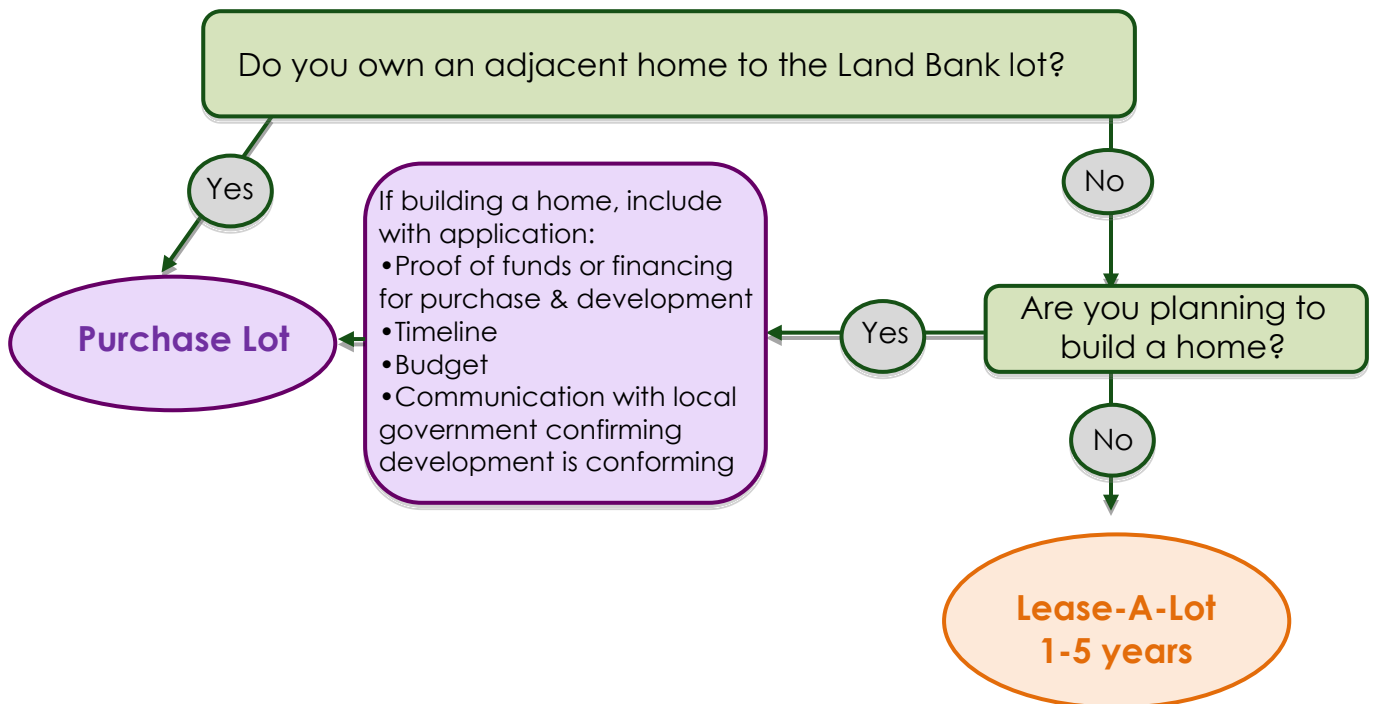 Do you own an adjacent home to the Land Bank lot?
Yes
No
If building a home, include
with application:
•Proof of funds or financing
for purchase & development
•Timeline
•Budget
•Communication with local
government confirming
development is conforming
Purchase Lot
Yes
Are you planning to
build a home?
No
Lease-A-Lot
1-5 years